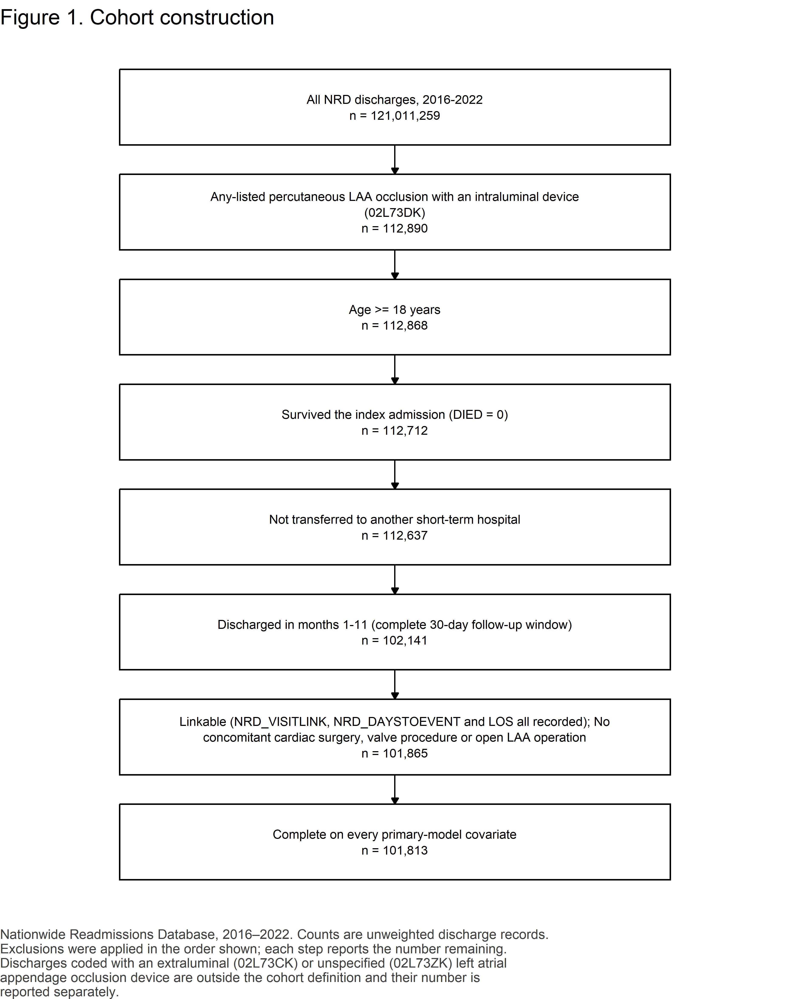 Figure 1. Cohort construction
All NRD discharges, 2016-2022
n = 121,011,259
Any-listed percutaneous LAA occlusion with an intraluminal device
(02L73DK)
n = 112,890
Age >= 18 years
n = 112,868
Survived the index admission (DIED = 0)
n = 112,712
Not transferred to another short-term hospital
n = 112,637
Discharged in months 1-11 (complete 30-day follow-up window)
n = 102,141
Linkable (NRD_VISITLINK, NRD_DAYSTOEVENT and LOS all recorded); No
concomitant cardiac surgery, valve procedure or open LAA operation
n = 101,865
Complete on every primary-model covariate
n = 101,813
Nationwide Readmissions Database, 2016–2022. Counts are unweighted discharge records.
Exclusions were applied in the order shown; each step reports the number remaining.
Discharges coded with an extraluminal (02L73CK) or unspecified (02L73ZK) left atrial
appendage occlusion device are outside the cohort definition and their number is
reported separately.